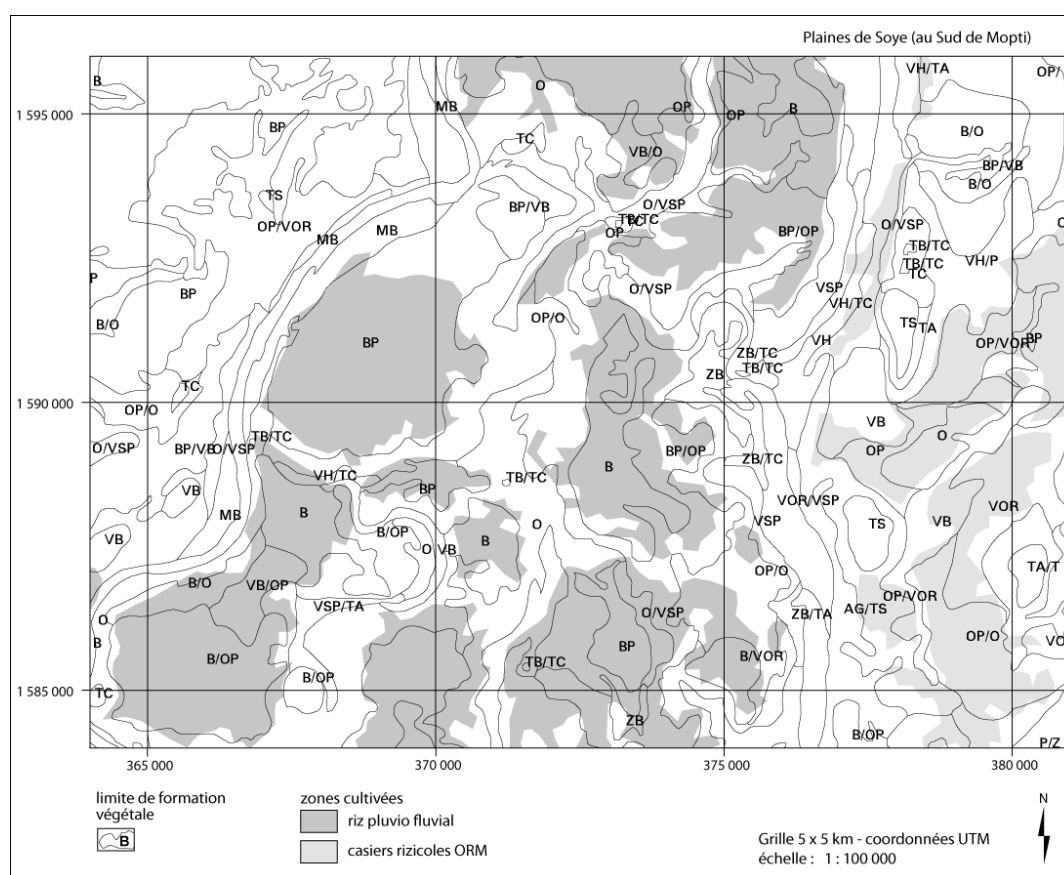 Plaines de Soye (au Sud de Mopti)
B
VH/TA
OP/
O
MB
OP
OP
B
1 595 000
BP
TC
VB/O
B/O
BP/VB
B/O
TS
BP/VB
O/VSP
OP/VOR
MB
MB
TB/TC
TC
OP
BP/OP
O/VSP
TB/TC
TB/TC
TC
VH/P
P
BP
O/VSP
VSP
VH/TC
B/O
OP/O
TS
TA
BP
VH
OP/VOR
BP
ZB/TC
TB/TC
TC
ZB
1 590 000
OP/O
VB
O/VSP
BP/VB
O/VSP
TB/TC
BP/OP
OP
O
ZB/TC
VH/TC
TB/TC
B
VB
BP
VOR/VSP
VOR
MB
B
VSP
TS
VB
O
B/OP
VB
O
VB
B
B/O
VB/OP
OP/O
TA/T
VSP/TA
AG/TS
OP/VOR
O
O/VSP
ZB/TA
B
BP
OP/O
VO
B/OP
TB/TC
B/VOR
B/OP
TC
1 585 000
ZB
B/OP
P/Z
365 000
370 000
375 000
380 000
limite de formation
végétale
B
zones cultivées
riz pluvio fluvial
casiers rizicoles ORM
Grille 5 x 5 km - coordonnées UTM
échelle : 1 : 100 000
N